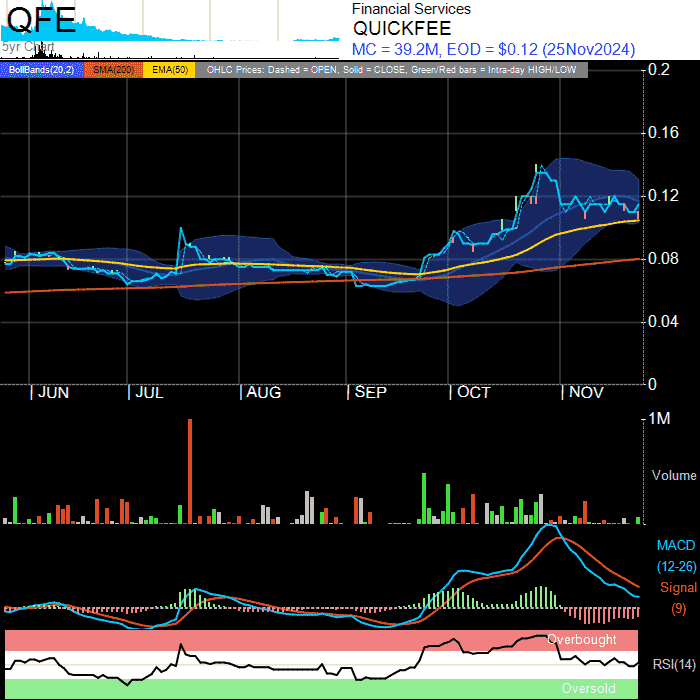 QFE
5yr Chart
Financial Services
QUICKFEE
MC = 39.2M, EOD = $0.12 (25Nov2024)
BollBands(20,2) SMA(200) EMA(50) OHLC Prices: Dashed = OPEN, Solid = CLOSE, Green/Red bars = Intra-day HIGH/LOW
0.2
0.16
0.12
0.08
0.04
0
| JUN | JUL | AUG | SEP | OCT | NOV
1M
Volume
MACD
(12-26)
Signal
(9)
Overbought
RSI(14)
Oversold